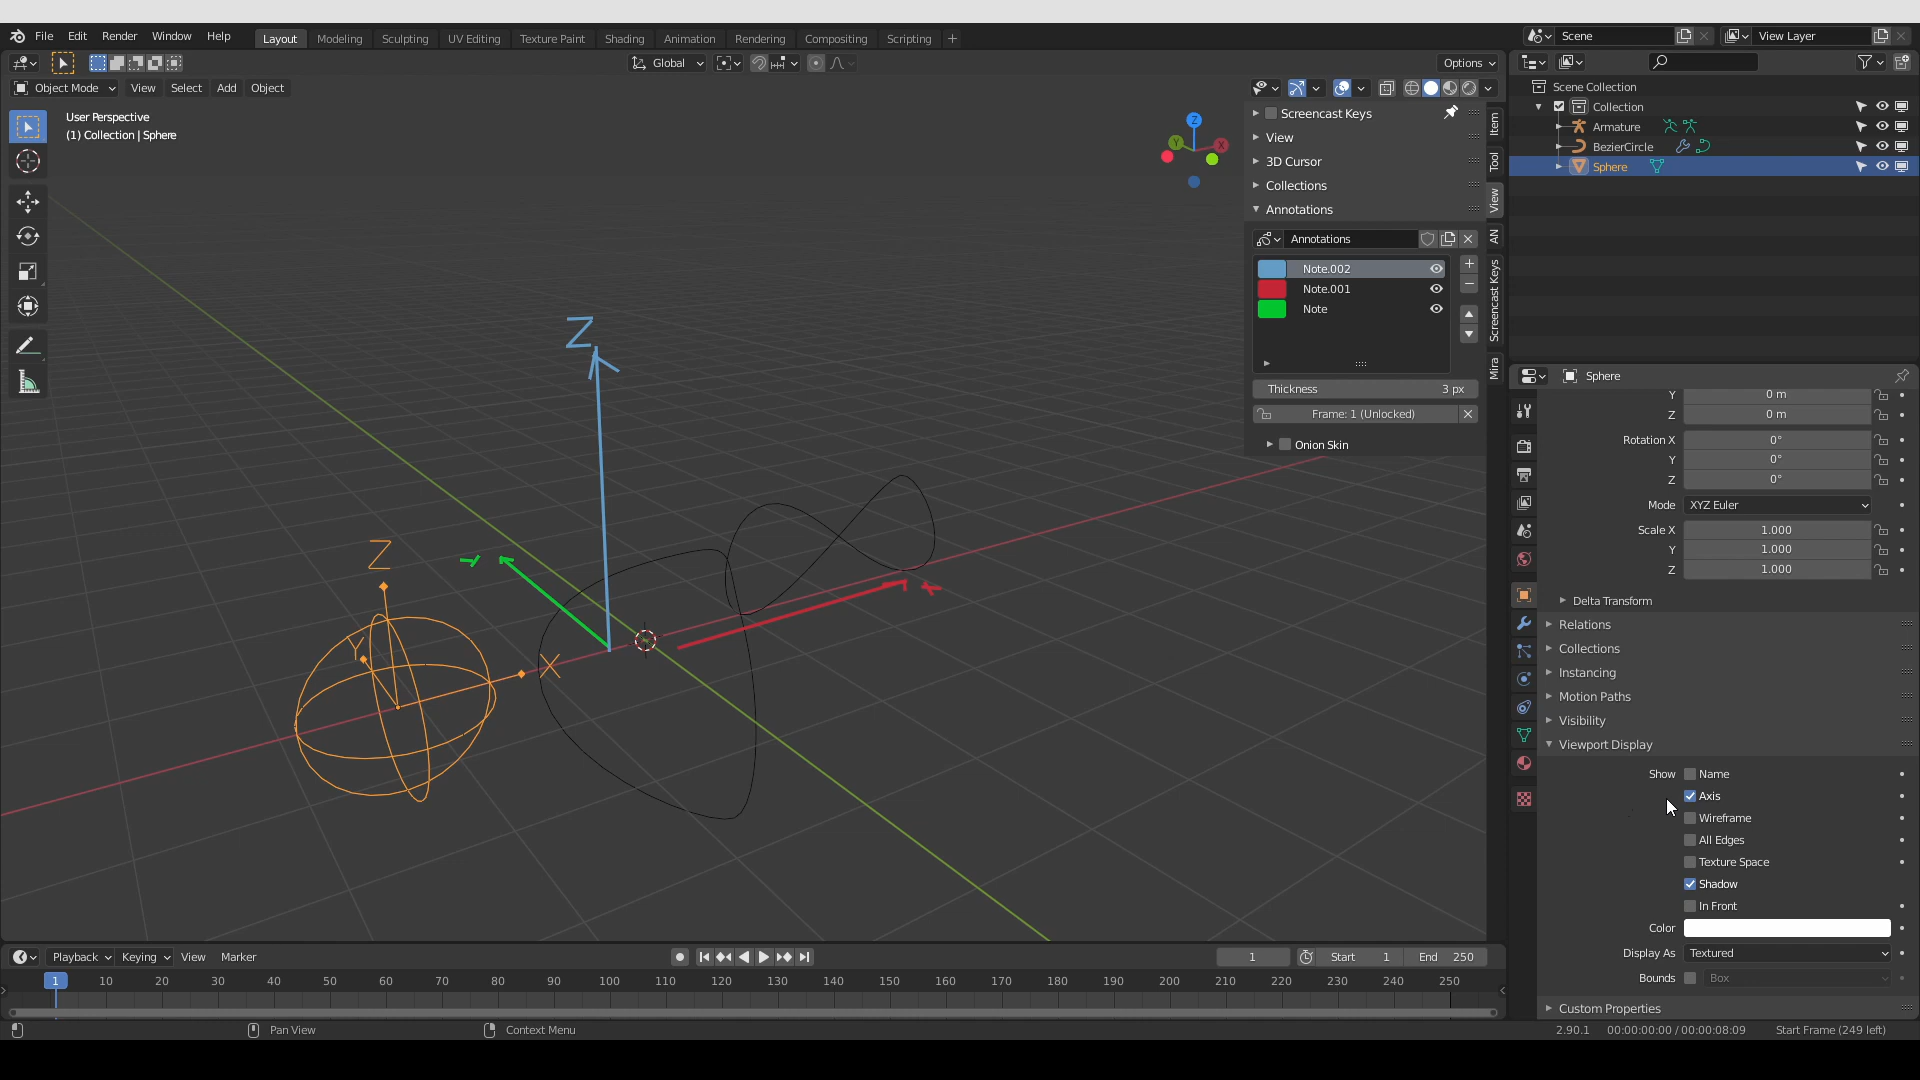 File Edit Render Window Help Layout Modeling Sculpting UV Editing Texture Paint Shading Animation Rendering Compositing Scripting + Scene View Layer
Global Options
Object Mode View Select Add Object
User Perspective
(1) Collection | Sphere
Z
Y
X
Z
Y
X
Z
Y
X
Screencast Keys
View
3D Cursor
Collections
Annotations
Annotations
Note.002
Note.001
Note
Thickness 3 px
Frame: 1 (Unlocked)
Onion Skin
Item
Tool
View
AN
Screencast Keys
Mira
Scene Collection
Collection
Armature
BezierCircle
Sphere
Sphere
Y 0 m
Z 0 m
Rotation X 0°
Y 0°
Z 0°
Mode XYZ Euler
Scale X 1.000
Y 1.000
Z 1.000
Delta Transform
Relations
Collections
Instancing
Motion Paths
Visibility
Viewport Display
Show Name
Axis
Wireframe
All Edges
Texture Space
Shadow
In Front
Color
Display As Textured
Bounds Box
Custom Properties
Playback Keying View Marker 1 Start 1 End 250
1 10 20 30 40 50 60 70 80 90 100 110 120 130 140 150 160 170 180 190 200 210 220 230 240 250
Pan View Context Menu 2.90.1 00:00:00:00 / 00:00:08:09 Start Frame (249 left)